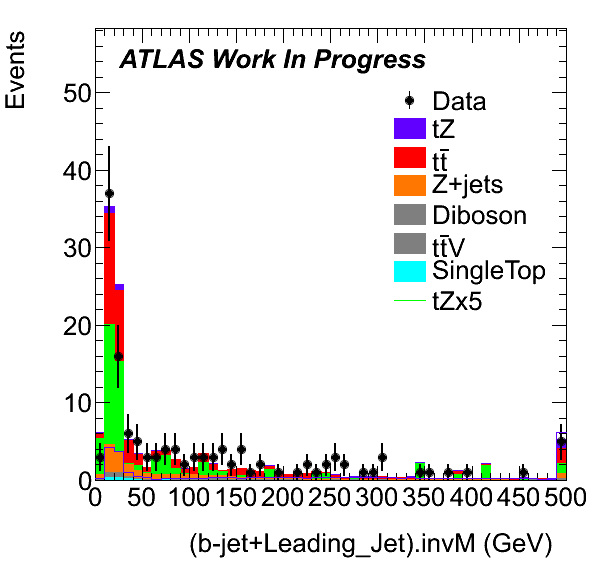 Events
ATLAS Work In Progress
50
40
30
20
10
0
Data
tZ
tt̄
Z+jets
Diboson
tt̄V
SingleTop
tZx5
0 50 100 150 200 250 300 350 400 450 500
(b-jet+Leading_Jet).invM (GeV)